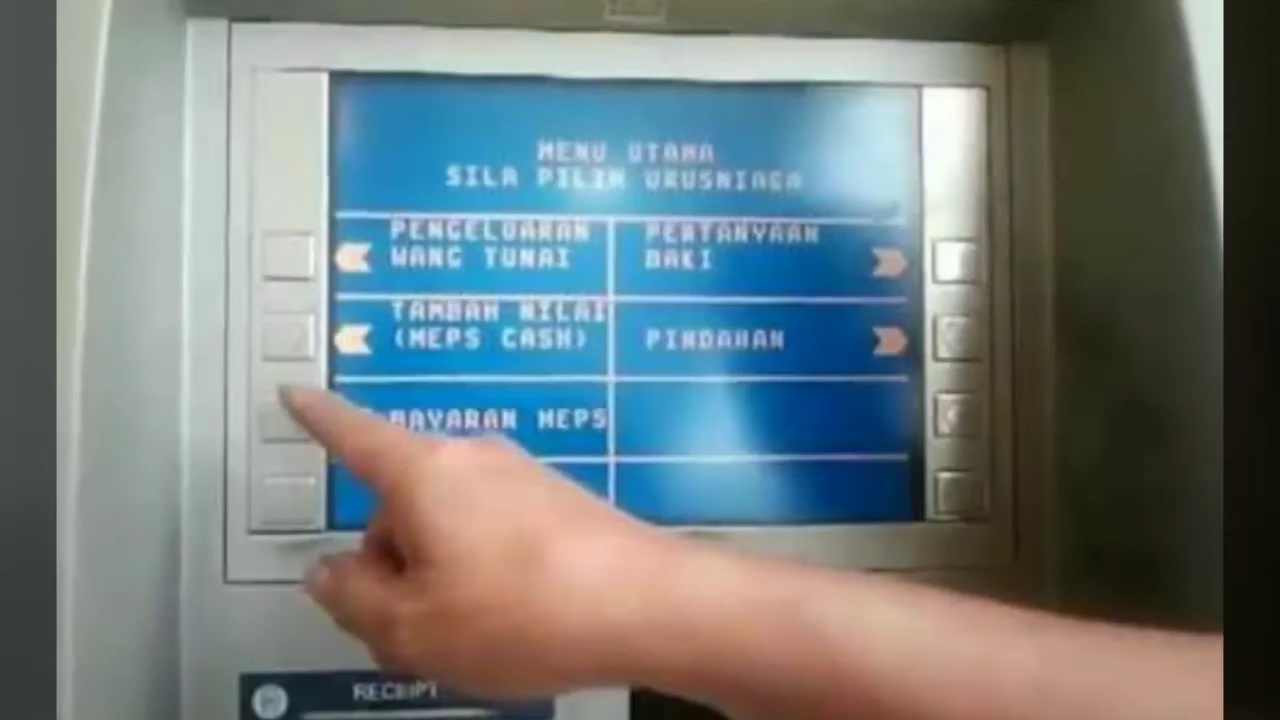 MENU UTAMA
SILA PILIH URUSNIAGA
PENGELUARAN
WANG TUNAI
PERTANYAAN
BAKI
TAMBAH NILAI
(MEPS CASH)
PINDAHAN
BAYARAN MEPS
RECEIPT